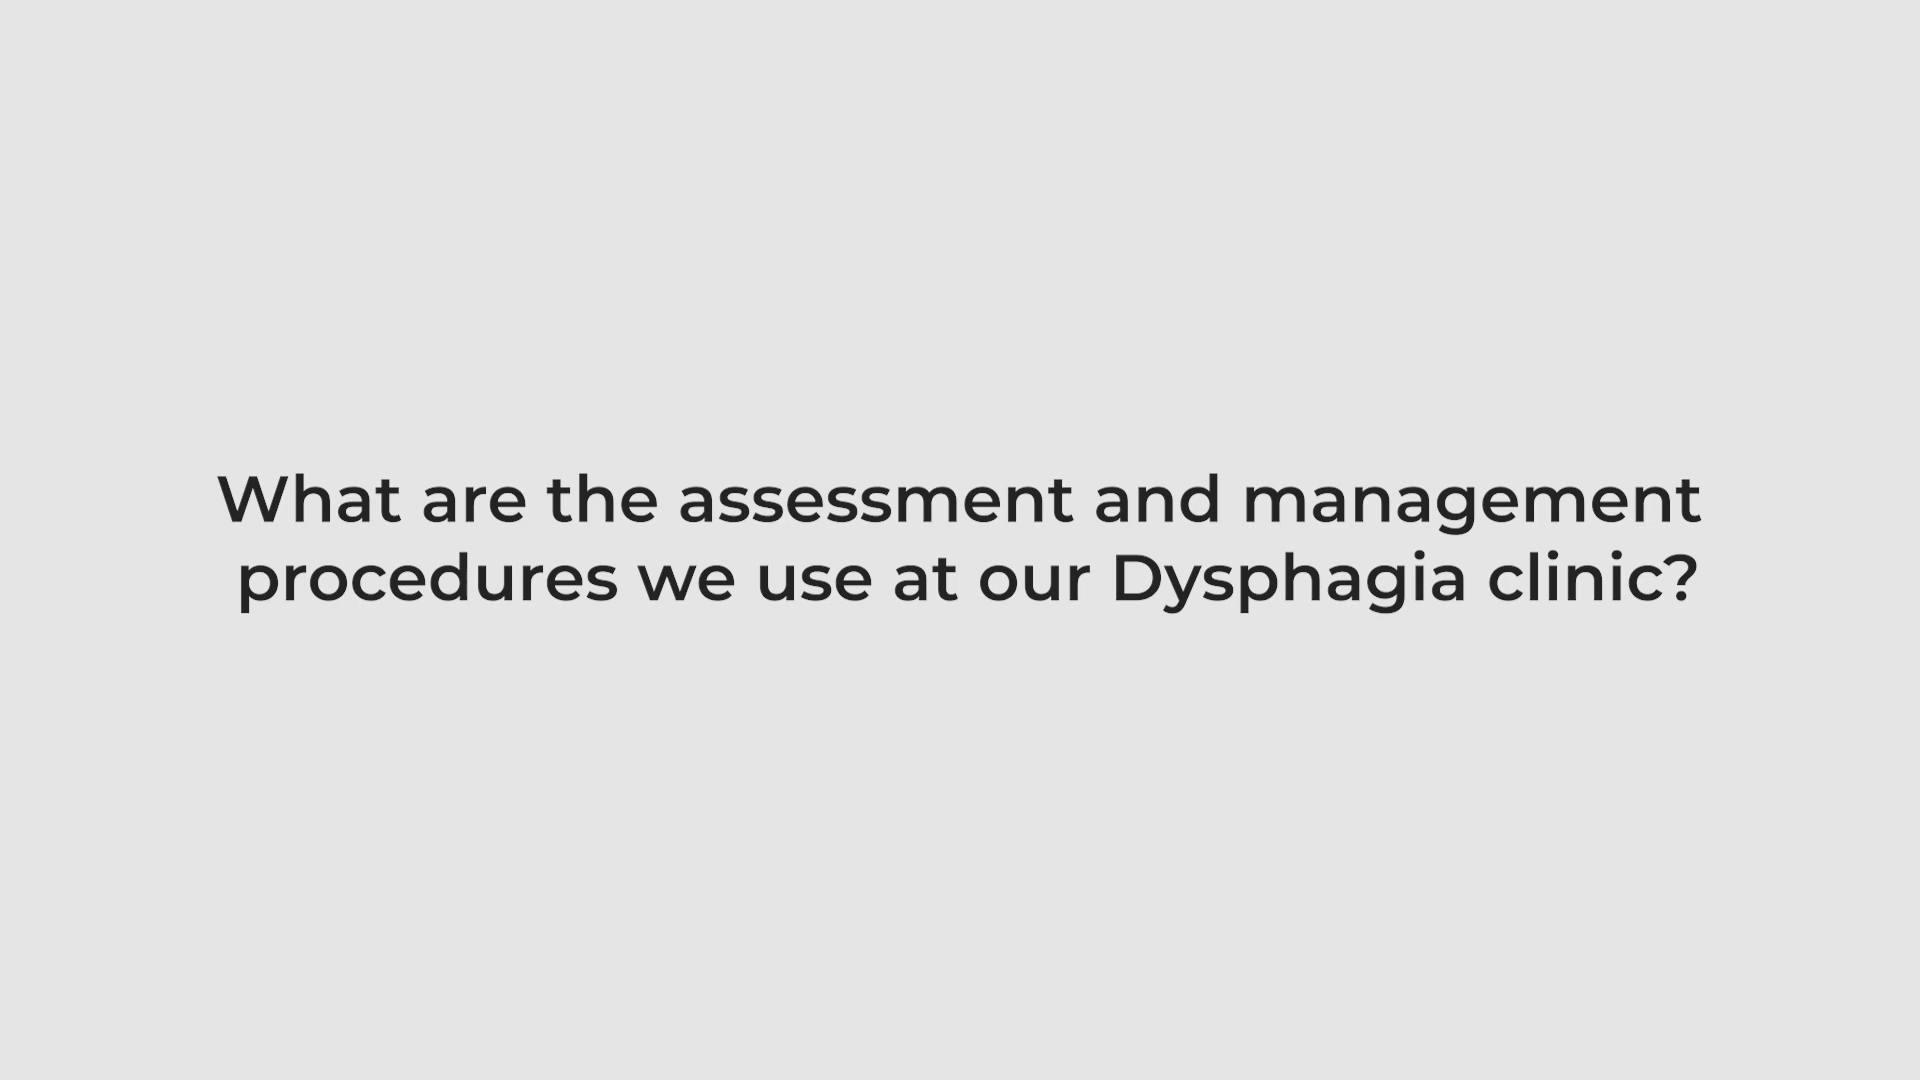 What are the assessment and management
procedures we use at our Dysphagia clinic?